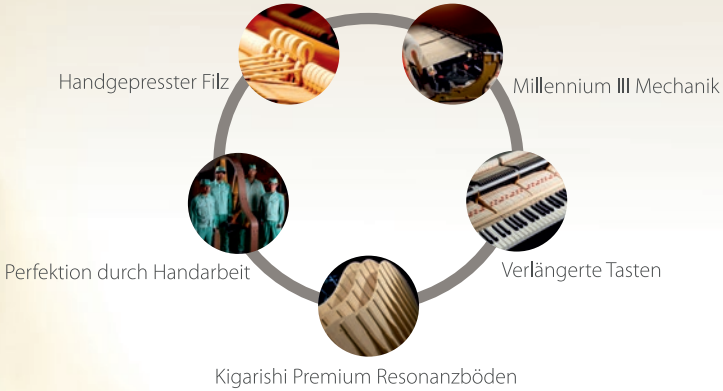 Handgepresster Filz
Millennium III Mechanik
Perfektion durch Handarbeit
Verlängerte Tasten
Kigarishi Premium Resonanzböden